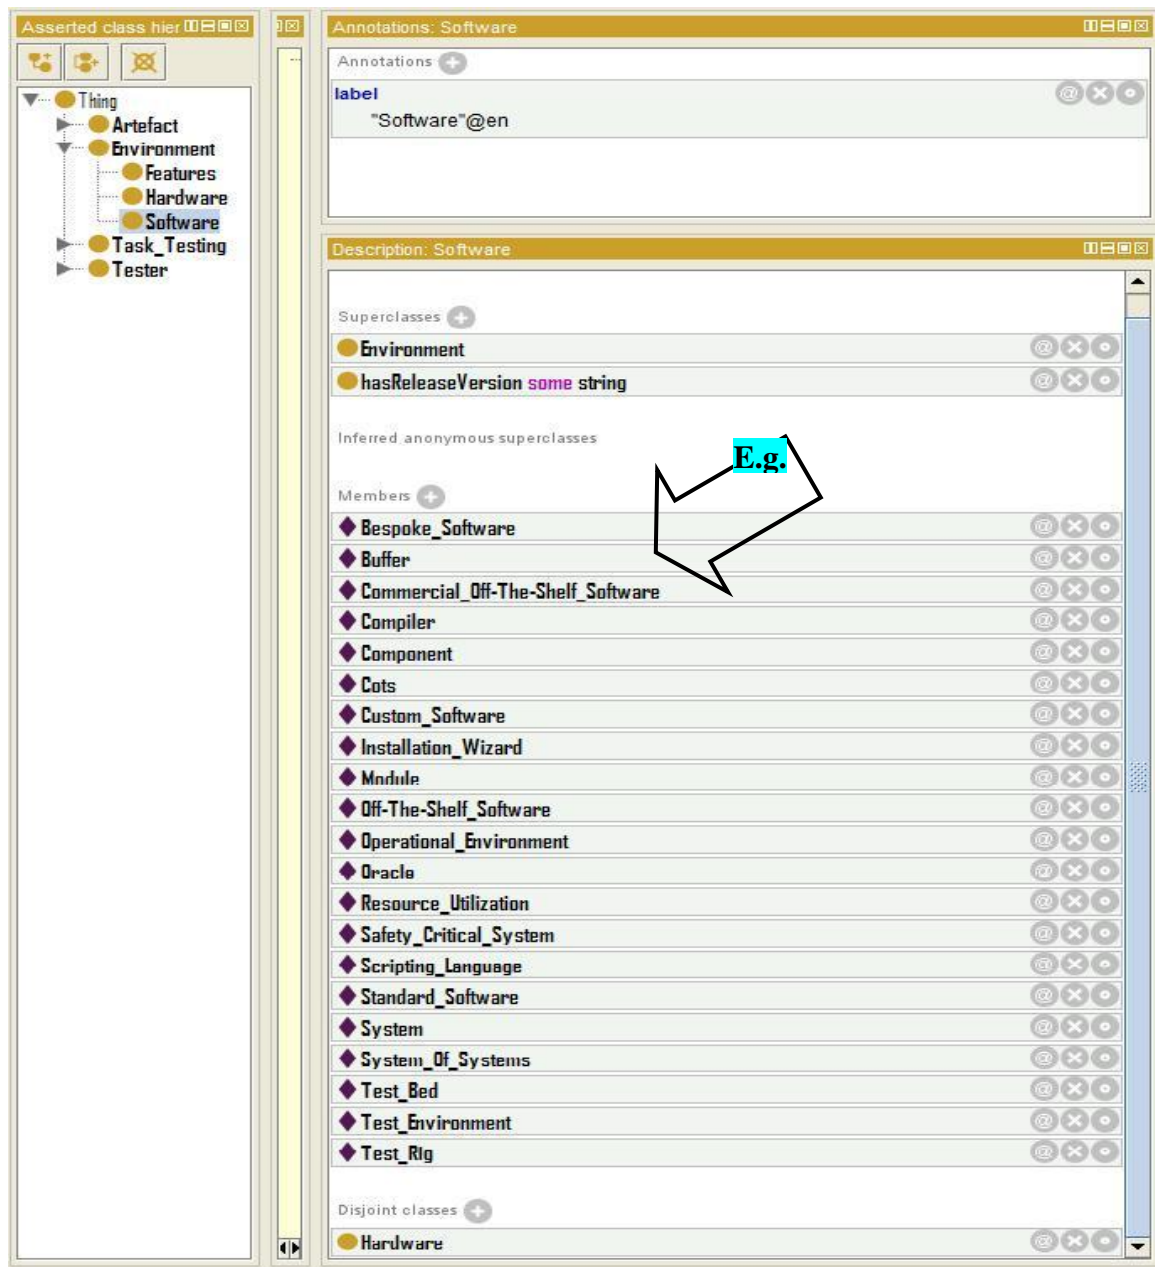 Asserted class hier
Thing
Artefact
Environment
Features
Hardware
Software
Task_Testing
Tester
Annotations: Software
Annotations
label
"Software"@en
Description: Software
Superclasses
Environment
hasReleaseVersion some string
Inferred anonymous superclasses
E.g.
Members
Bespoke_Software
Buffer
Commercial_Off-The-Shelf_Software
Compiler
Component
Cots
Custom_Software
Installation_Wizard
Module
Off-The-Shelf_Software
Operational_Environment
Oracle
Resource_Utilization
Safety_Critical_System
Scripting_Language
Standard_Software
System
System_Of_Systems
Test_Bed
Test_Environment
Test_Rig
Disjoint classes
Hardware